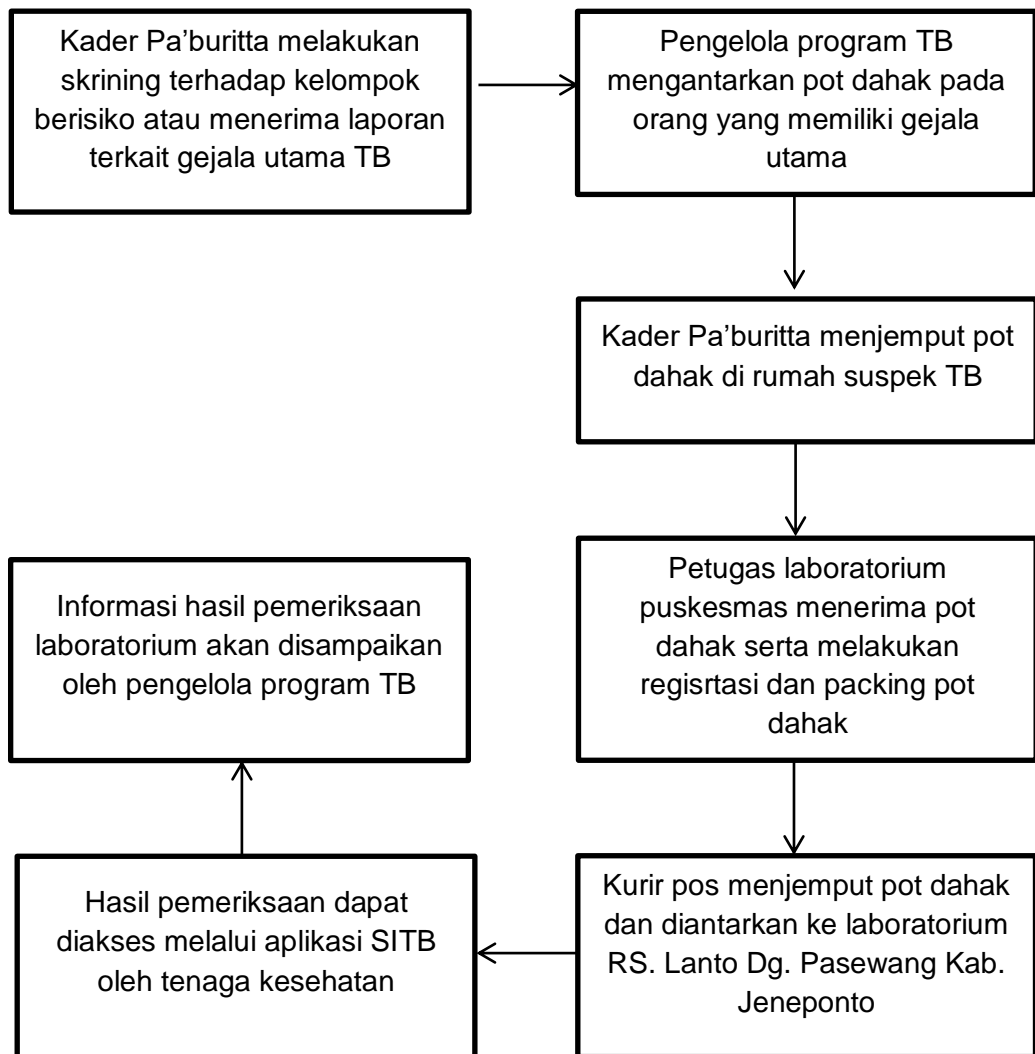 Kader Pa’buritta melakukan
skrining terhadap kelompok
berisiko atau menerima laporan
terkait gejala utama TB
Pengelola program TB
mengantarkan pot dahak pada
orang yang memiliki gejala
utama
Kader Pa’buritta menjemput pot
dahak di rumah suspek TB
Petugas laboratorium
puskesmas menerima pot
dahak serta melakukan
regisrtasi dan packing pot
dahak
Kurir pos menjemput pot dahak
dan diantarkan ke laboratorium
RS. Lanto Dg. Pasewang Kab.
Jeneponto
Hasil pemeriksaan dapat
diakses melalui aplikasi SITB
oleh tenaga kesehatan
Informasi hasil pemeriksaan
laboratorium akan disampaikan
oleh pengelola program TB